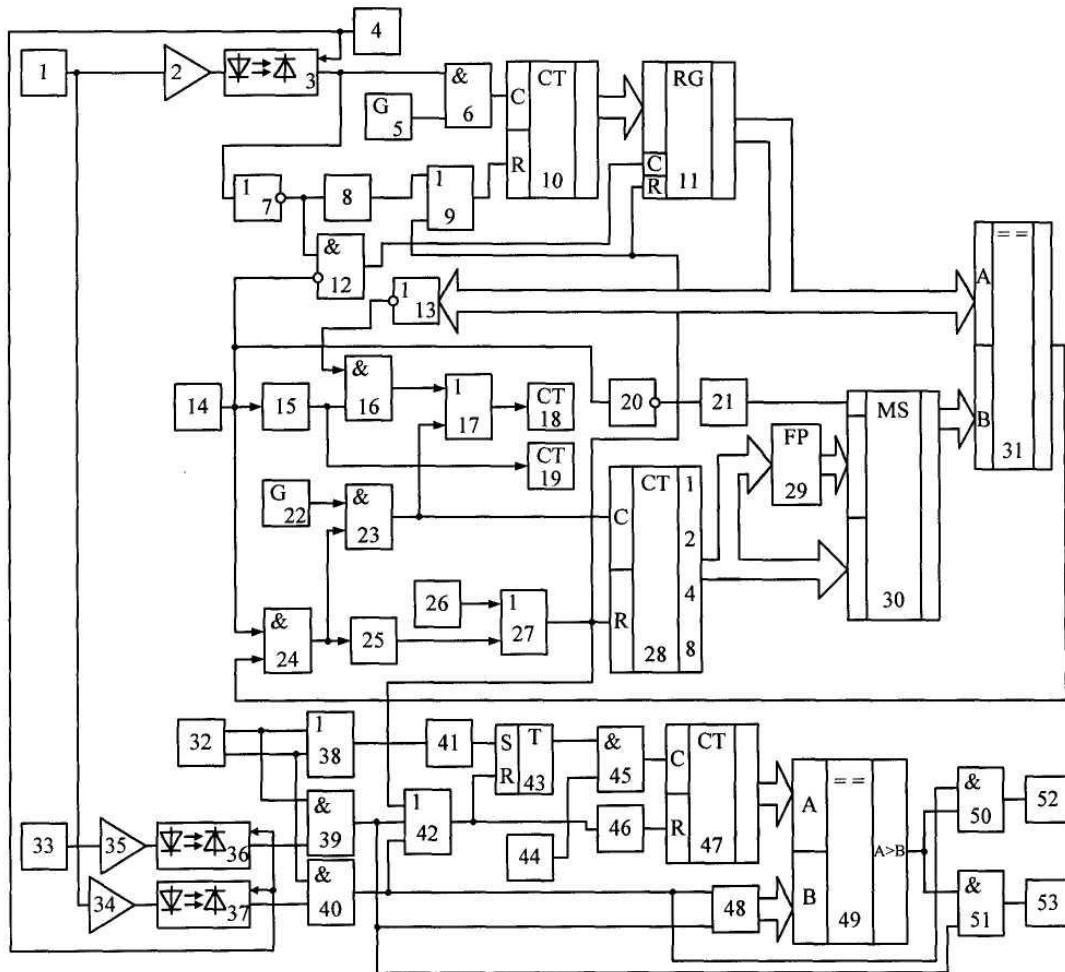 4
1
2
3
&
6
G
5
CT
C
R
10
RG
C
R
11
1
7
8
1
9
&
12
1
13
= =
A
B
31
14
15
&
16
1
17
CT
18
CT
19
20
21
MS
30
FP
29
G
22
&
23
CT
C
R
28
1
2
4
8
&
24
25
26
1
27
32
1
38
41
S
T
R
43
&
45
CT
C
R
47
= =
A
B
A>B
49
&
50
52
&
39
1
42
44
46
33
35
36
34
37
&
40
48
&
51
53